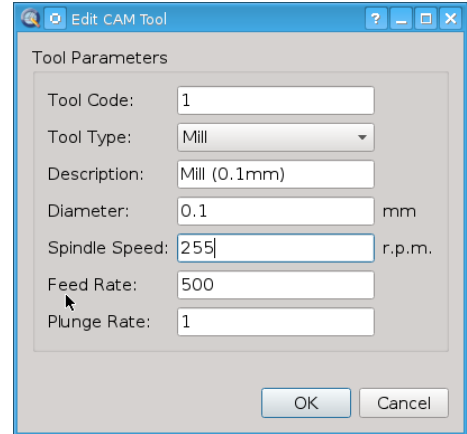 Edit CAM Tool ? _ □ X
Tool Parameters
Tool Code: 1
Tool Type: Mill
Description: Mill (0.1mm)
Diameter: 0.1 mm
Spindle Speed: 255 r.p.m.
Feed Rate: 500
Plunge Rate: 1
OK Cancel